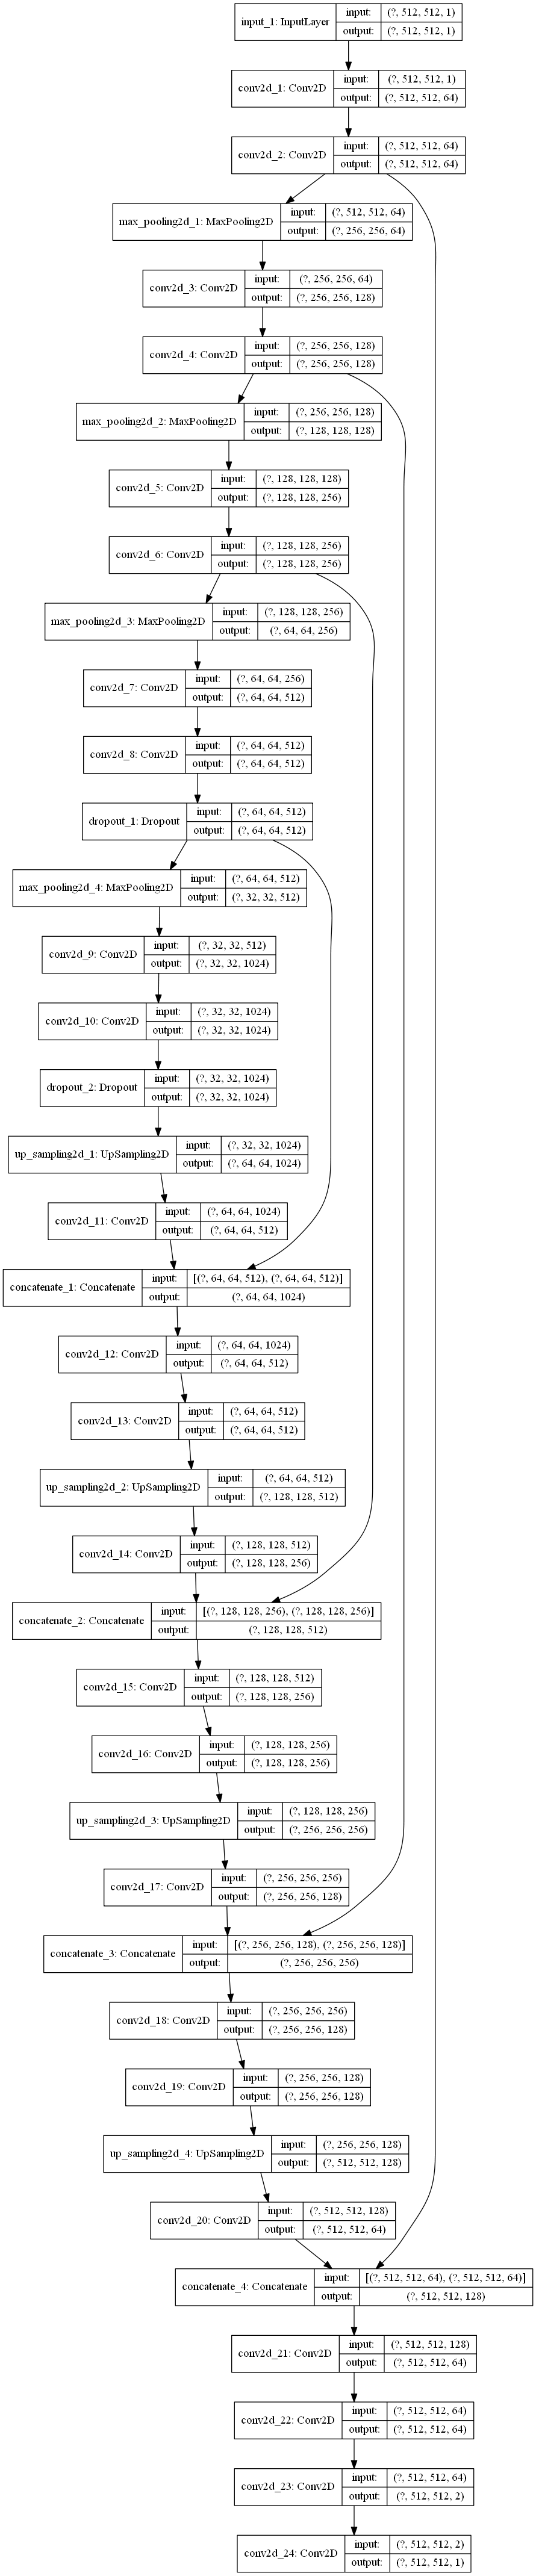 input_1: InputLayer
input: (?, 512, 512, 1)
output: (?, 512, 512, 1)
conv2d_1: Conv2D
input: (?, 512, 512, 1)
output: (?, 512, 512, 64)
conv2d_2: Conv2D
input: (?, 512, 512, 64)
output: (?, 512, 512, 64)
max_pooling2d_1: MaxPooling2D
input: (?, 512, 512, 64)
output: (?, 256, 256, 64)
conv2d_3: Conv2D
input: (?, 256, 256, 64)
output: (?, 256, 256, 128)
conv2d_4: Conv2D
input: (?, 256, 256, 128)
output: (?, 256, 256, 128)
max_pooling2d_2: MaxPooling2D
input: (?, 256, 256, 128)
output: (?, 128, 128, 128)
conv2d_5: Conv2D
input: (?, 128, 128, 128)
output: (?, 128, 128, 256)
conv2d_6: Conv2D
input: (?, 128, 128, 256)
output: (?, 128, 128, 256)
max_pooling2d_3: MaxPooling2D
input: (?, 128, 128, 256)
output: (?, 64, 64, 256)
conv2d_7: Conv2D
input: (?, 64, 64, 256)
output: (?, 64, 64, 512)
conv2d_8: Conv2D
input: (?, 64, 64, 512)
output: (?, 64, 64, 512)
dropout_1: Dropout
input: (?, 64, 64, 512)
output: (?, 64, 64, 512)
max_pooling2d_4: MaxPooling2D
input: (?, 64, 64, 512)
output: (?, 32, 32, 512)
conv2d_9: Conv2D
input: (?, 32, 32, 512)
output: (?, 32, 32, 1024)
conv2d_10: Conv2D
input: (?, 32, 32, 1024)
output: (?, 32, 32, 1024)
dropout_2: Dropout
input: (?, 32, 32, 1024)
output: (?, 32, 32, 1024)
up_sampling2d_1: UpSampling2D
input: (?, 32, 32, 1024)
output: (?, 64, 64, 1024)
conv2d_11: Conv2D
input: (?, 64, 64, 1024)
output: (?, 64, 64, 512)
concatenate_1: Concatenate
input: [(?, 64, 64, 512), (?, 64, 64, 512)]
output: (?, 64, 64, 1024)
conv2d_12: Conv2D
input: (?, 64, 64, 1024)
output: (?, 64, 64, 512)
conv2d_13: Conv2D
input: (?, 64, 64, 512)
output: (?, 64, 64, 512)
up_sampling2d_2: UpSampling2D
input: (?, 64, 64, 512)
output: (?, 128, 128, 512)
conv2d_14: Conv2D
input: (?, 128, 128, 512)
output: (?, 128, 128, 256)
concatenate_2: Concatenate
input: [(?, 128, 128, 256), (?, 128, 128, 256)]
output: (?, 128, 128, 512)
conv2d_15: Conv2D
input: (?, 128, 128, 512)
output: (?, 128, 128, 256)
conv2d_16: Conv2D
input: (?, 128, 128, 256)
output: (?, 128, 128, 256)
up_sampling2d_3: UpSampling2D
input: (?, 128, 128, 256)
output: (?, 256, 256, 256)
conv2d_17: Conv2D
input: (?, 256, 256, 256)
output: (?, 256, 256, 128)
concatenate_3: Concatenate
input: [(?, 256, 256, 128), (?, 256, 256, 128)]
output: (?, 256, 256, 256)
conv2d_18: Conv2D
input: (?, 256, 256, 256)
output: (?, 256, 256, 128)
conv2d_19: Conv2D
input: (?, 256, 256, 128)
output: (?, 256, 256, 128)
up_sampling2d_4: UpSampling2D
input: (?, 256, 256, 128)
output: (?, 512, 512, 128)
conv2d_20: Conv2D
input: (?, 512, 512, 128)
output: (?, 512, 512, 64)
concatenate_4: Concatenate
input: [(?, 512, 512, 64), (?, 512, 512, 64)]
output: (?, 512, 512, 128)
conv2d_21: Conv2D
input: (?, 512, 512, 128)
output: (?, 512, 512, 64)
conv2d_22: Conv2D
input: (?, 512, 512, 64)
output: (?, 512, 512, 64)
conv2d_23: Conv2D
input: (?, 512, 512, 64)
output: (?, 512, 512, 2)
conv2d_24: Conv2D
input: (?, 512, 512, 2)
output: (?, 512, 512, 1)